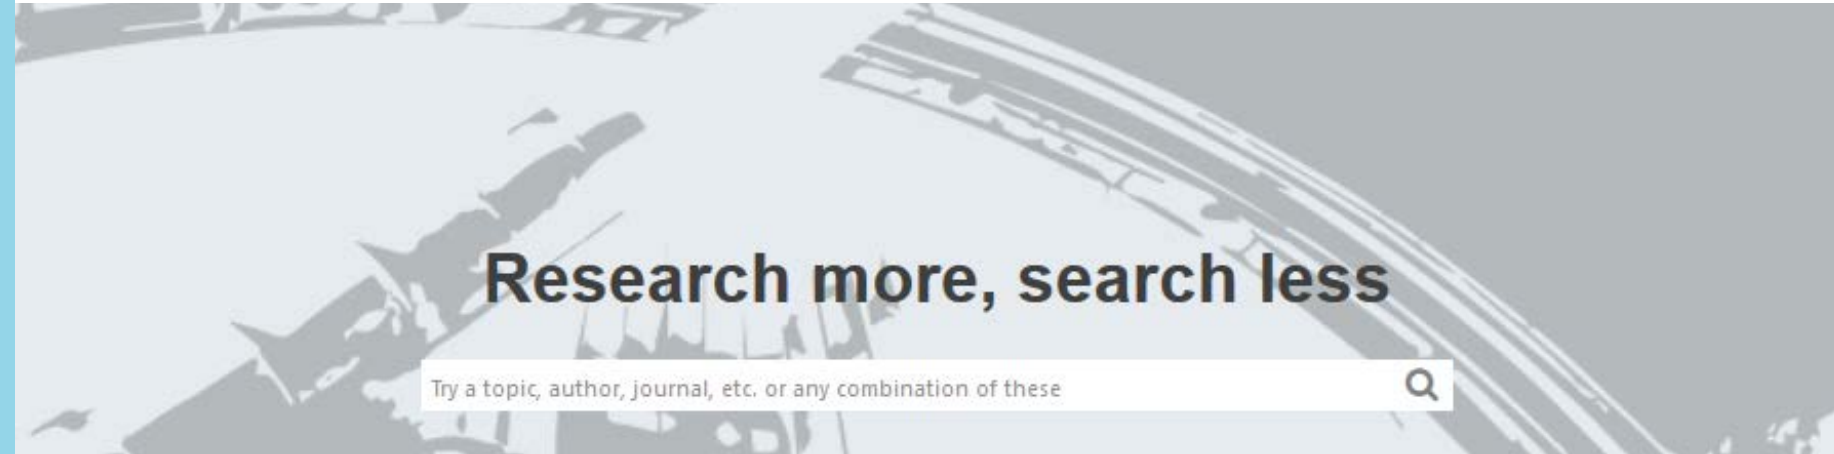 Research more, search less
Try a topic, author, journal, etc. or any combination of these